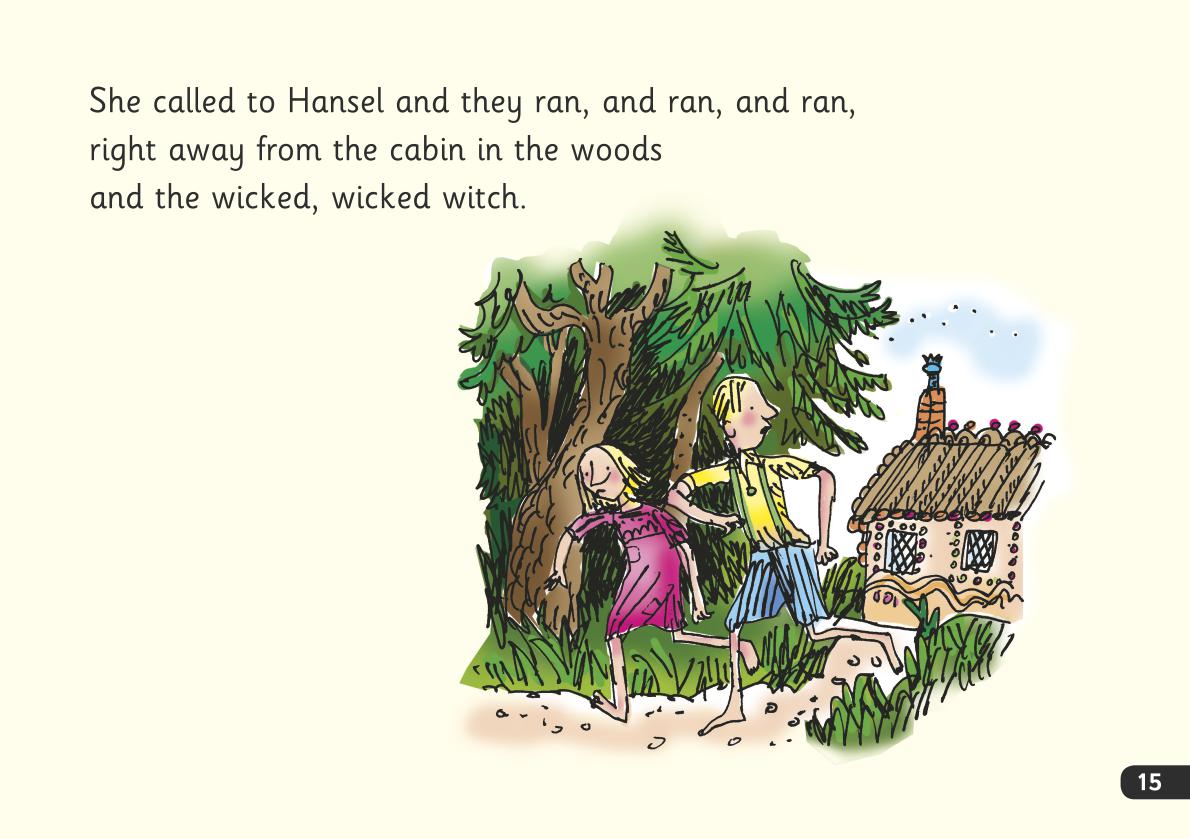 She called to Hansel and they ran, and ran, and ran,
right away from the cabin in the woods
and the wicked, wicked witch.
15